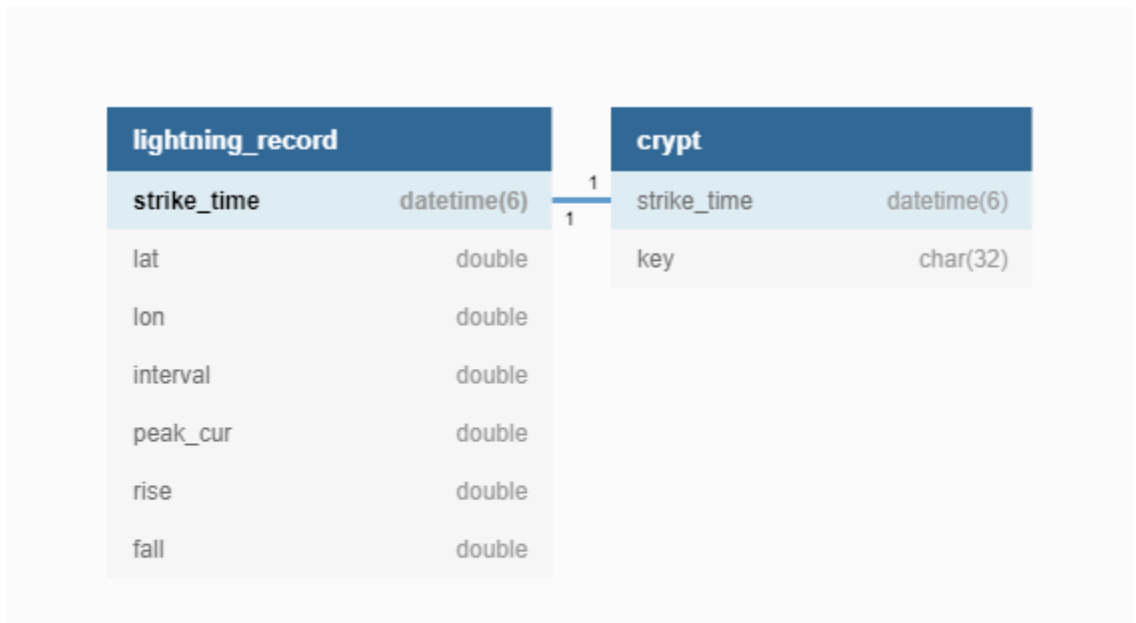 lightning_record
strike_time datetime(6)
lat double
lon double
interval double
peak_cur double
rise double
fall double
1
1
crypt
strike_time datetime(6)
key char(32)